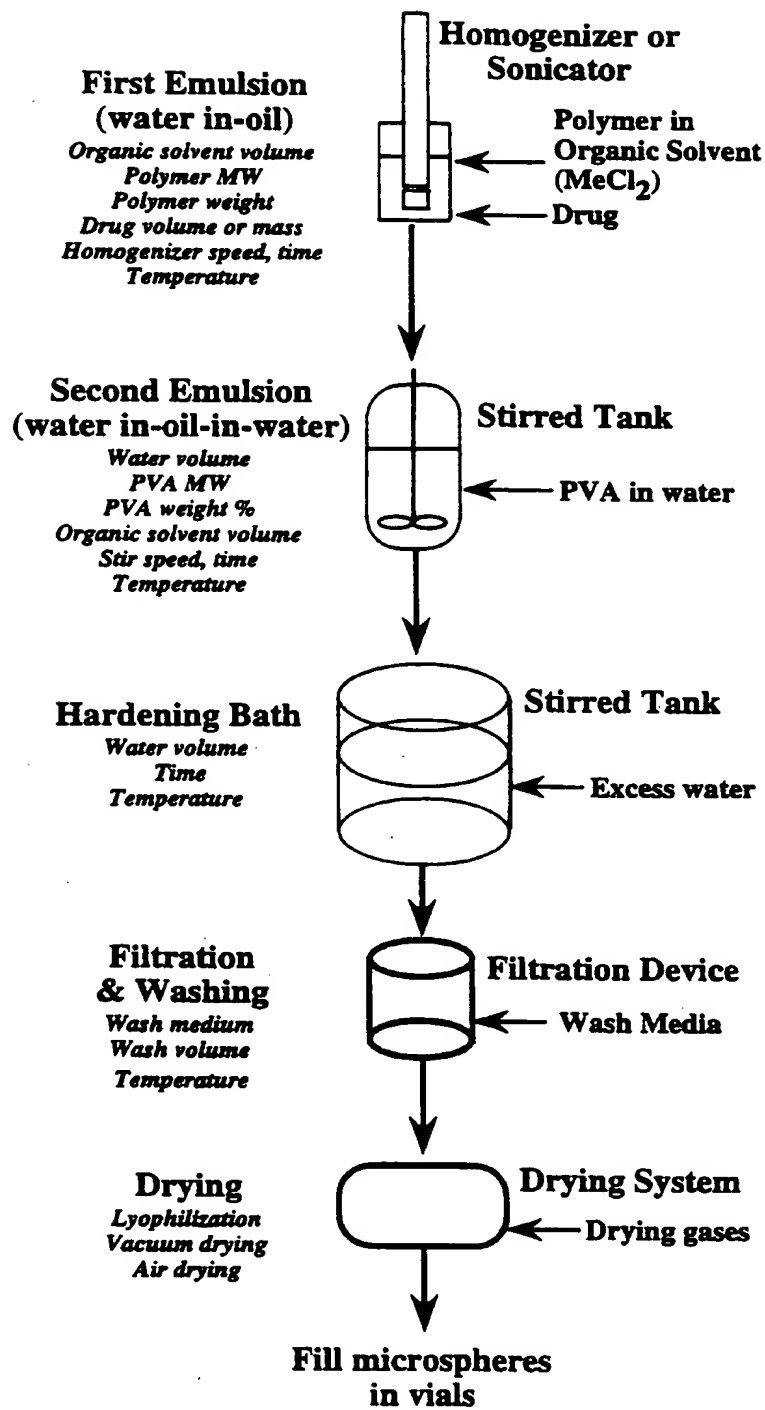 Homogenizer or
Sonicator
First Emulsion
(water in-oil)
Organic solvent volume
Polymer MW
Polymer weight
Drug volume or mass
Homogenizer speed, time
Temperature
Polymer in
Organic Solvent
(MeCl2)
Drug
Second Emulsion
(water in-oil-in-water)
Water volume
PVA MW
PVA weight %
Organic solvent volume
Stir speed, time
Temperature
Stirred Tank
PVA in water
Hardening Bath
Water volume
Time
Temperature
Stirred Tank
Excess water
Filtration
& Washing
Wash medium
Wash volume
Temperature
Filtration Device
Wash Media
Drying
Lyophilization
Vacuum drying
Air drying
Drying System
Drying gases
Fill microspheres
in vials